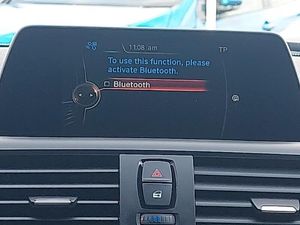 11:08 am
TP
To use this function, please
activate Bluetooth.
Bluetooth